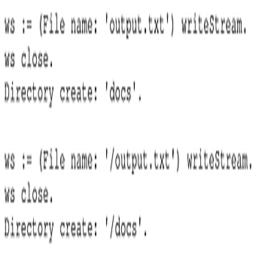 ws := (File name: 'output.txt') writeStream.
ws close.
Directory create: 'docs'.

ws := (File name: '/output.txt') writeStream.
ws close.
Directory create: '/docs'.